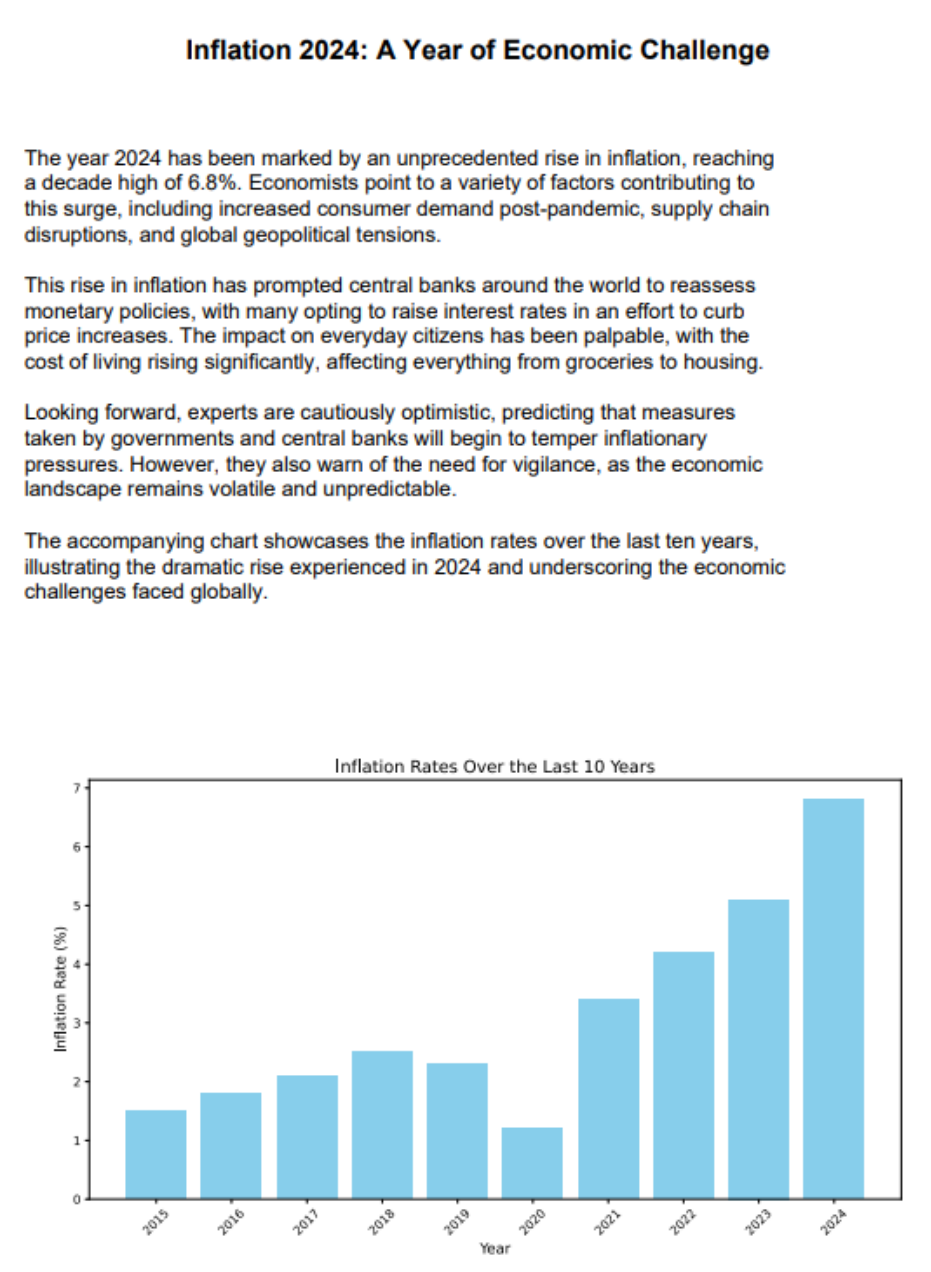 Inflation 2024: A Year of Economic Challenge
The year 2024 has been marked by an unprecedented rise in inflation, reaching
a decade high of 6.8%. Economists point to a variety of factors contributing to
this surge, including increased consumer demand post-pandemic, supply chain
disruptions, and global geopolitical tensions.
This rise in inflation has prompted central banks around the world to reassess
monetary policies, with many opting to raise interest rates in an effort to curb
price increases. The impact on everyday citizens has been palpable, with the
cost of living rising significantly, affecting everything from groceries to housing.
Looking forward, experts are cautiously optimistic, predicting that measures
taken by governments and central banks will begin to temper inflationary
pressures. However, they also warn of the need for vigilance, as the economic
landscape remains volatile and unpredictable.
The accompanying chart showcases the inflation rates over the last ten years,
illustrating the dramatic rise experienced in 2024 and underscoring the economic
challenges faced globally.
Inflation Rates Over the Last 10 Years
7
6
5
4
3
2
1
0
Inflation Rate (%)
2015 2016 2017 2018 2019 2020 2021 2022 2023 2024
Year